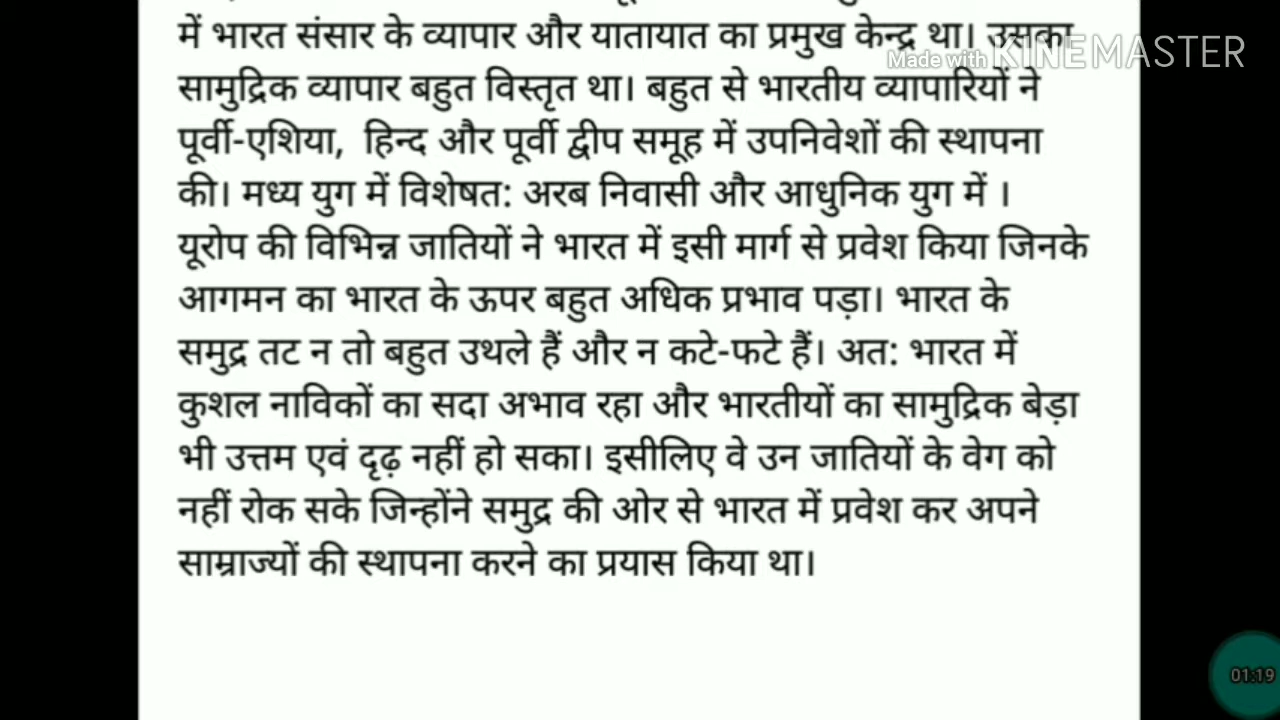 में भारत संसार के व्यापार और यातायात का प्रमुख केन्द्र था। उसका
Made with KINEMASTER
सामुद्रिक व्यापार बहुत विस्तृत था। बहुत से भारतीय व्यापारियों ने
पूर्वी-एशिया, हिन्द और पूर्वी द्वीप समूह में उपनिवेशों की स्थापना
की। मध्य युग में विशेषत: अरब निवासी और आधुनिक युग में ।
यूरोप की विभिन्न जातियों ने भारत में इसी मार्ग से प्रवेश किया जिनके
आगमन का भारत के ऊपर बहुत अधिक प्रभाव पड़ा। भारत के
समुद्र तट न तो बहुत उथले हैं और न कटे-फटे हैं। अत: भारत में
कुशल नाविकों का सदा अभाव रहा और भारतीयों का सामुद्रिक बेड़ा
भी उत्तम एवं दृढ़ नहीं हो सका। इसीलिए वे उन जातियों के वेग को
नहीं रोक सके जिन्होंने समुद्र की ओर से भारत में प्रवेश कर अपने
साम्राज्यों की स्थापना करने का प्रयास किया था।
01:19